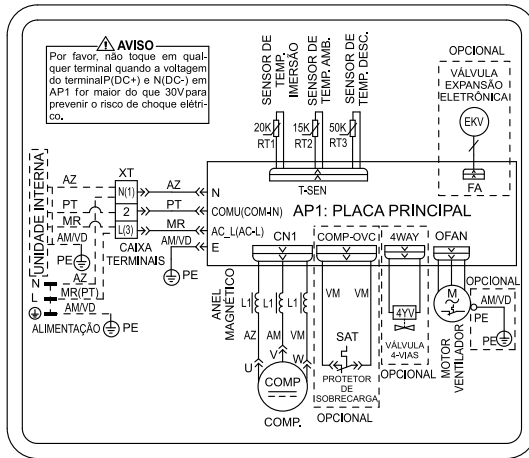 ⚠ AVISO
Por favor, não toque em qual-
quer terminal quando a voltagem
do terminalP(DC+) e N(DC-) em
AP1 for maior do que 30Vpara
prevenir o risco de choque elétri-
co.
SENSOR DE
TEMP.
IMERSÃO
SENSOR DE
TEMP. AMB.
SENSOR DE
TEMP. DESC.
20K
RT1
15K
RT2
50K
RT3
T-SEN
OPCIONAL
VÁLVULA
EXPANSÃO
ELETRÔNICA
EKV
FA
AP1: PLACA PRINCIPAL
UNIDADE INTERNA
AZ
PT
MR
AM/VD
PE
XT
N(1)
2
L(3)
CAIXA
TERMINAIS
AZ
PT
MR
AM/VD
PE
N
COMU(COM-IN)
AC_L(AC-L)
E
N
L
AZ
MR(PT)
AM/VD
ALIMENTAÇÃO
PE
CN1
COMP-OVC
4WAY
OFAN
ANEL
MAGNÉTICO
L1
L1
L1
AZ
AM
VM
U
V
W
COMP
COMP.
VM
VM
SAT
PROTETOR
DE
SOBRECARGA
OPCIONAL
4YV
VÁLVULA
4-VIAS
OPCIONAL
M
MOTOR
VENTILADOR
OPCIONAL
AM/VD
PE
PE